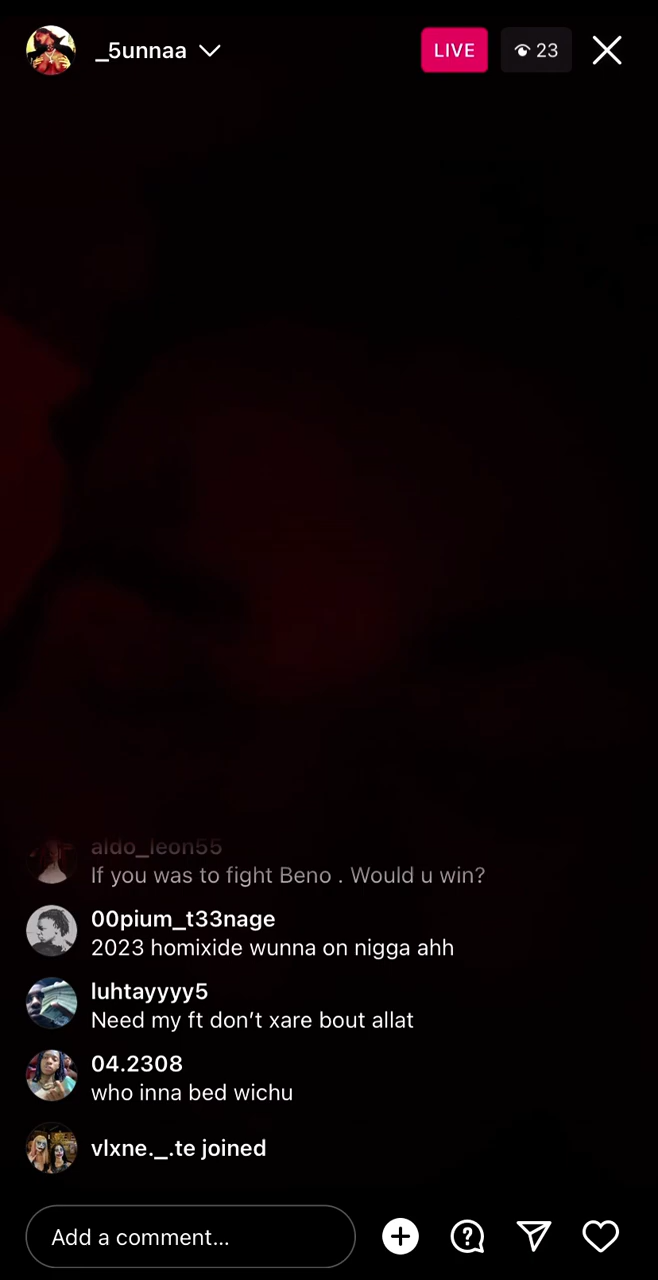 _5unnaa
LIVE
23
aldo_leon55
If you was to fight Beno . Would u win?
00pium_t33nage
2023 homixide wunna on nigga ahh
luhtayyyy5
Need my ft don’t xare bout allat
04.2308
who inna bed wichu
vlxne._.te joined
Add a comment...